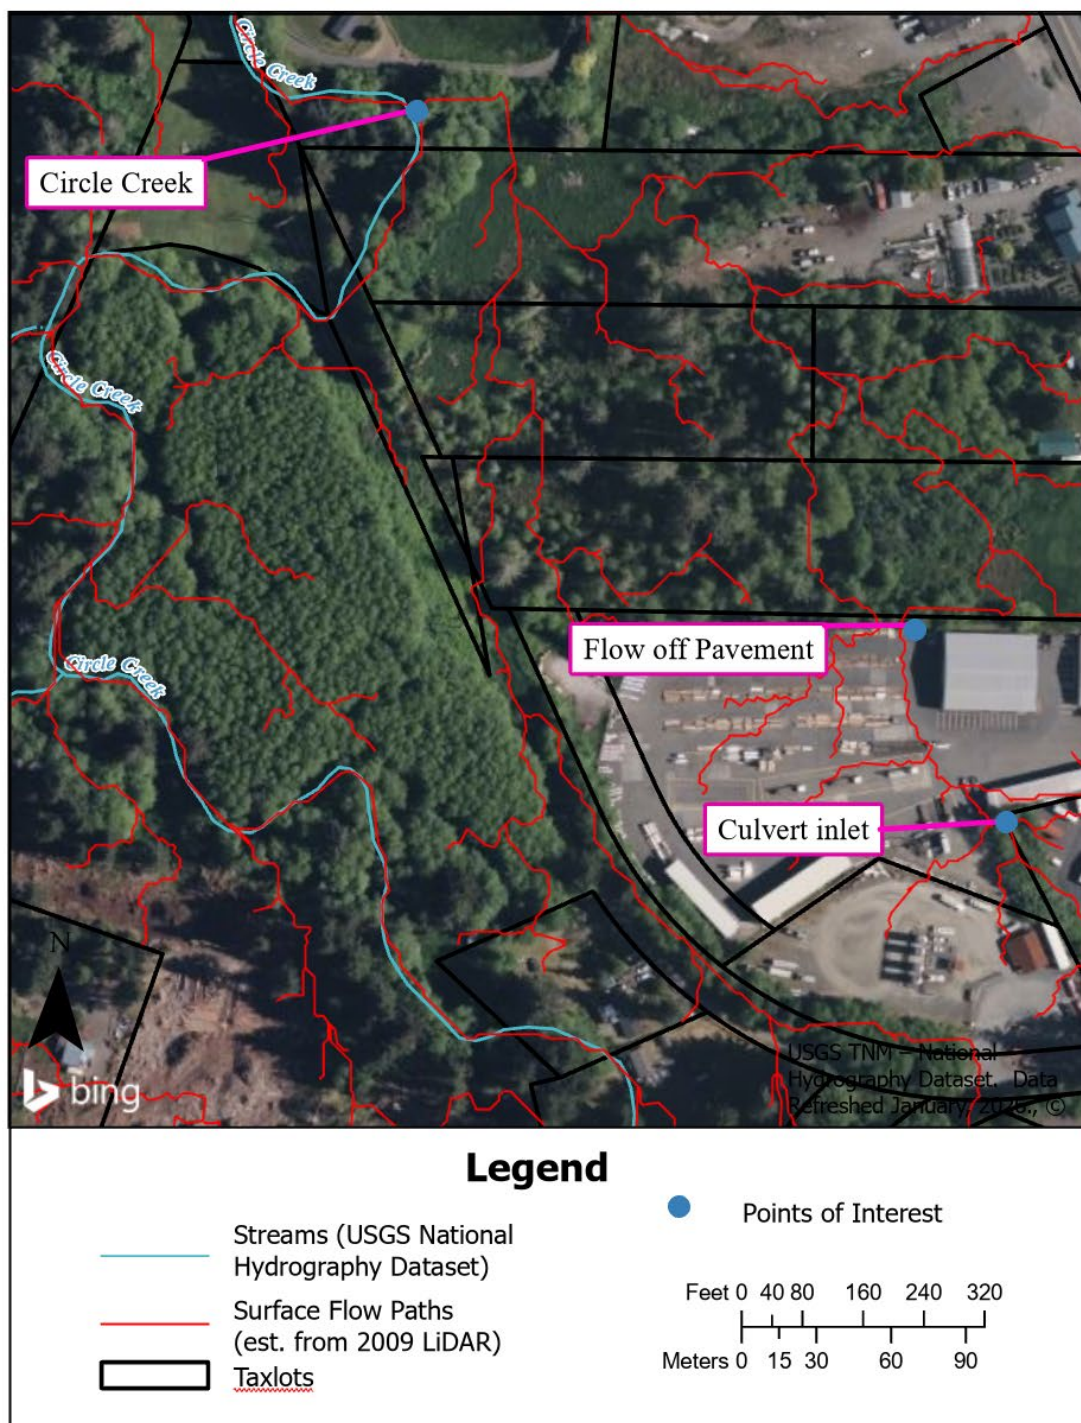 Circle Creek
Circle Creek
Circle Creek
Circle Creek
Flow off Pavement
Culvert inlet
N
bing
USGS TNM – National
Hydrography Dataset. Data
Refreshed January, ©
Legend
Streams (USGS National
Hydrography Dataset)
Surface Flow Paths
(est. from 2009 LiDAR)
Taxlots
Points of Interest
Feet 0 40 80 160 240 320
Meters 0 15 30 60 90